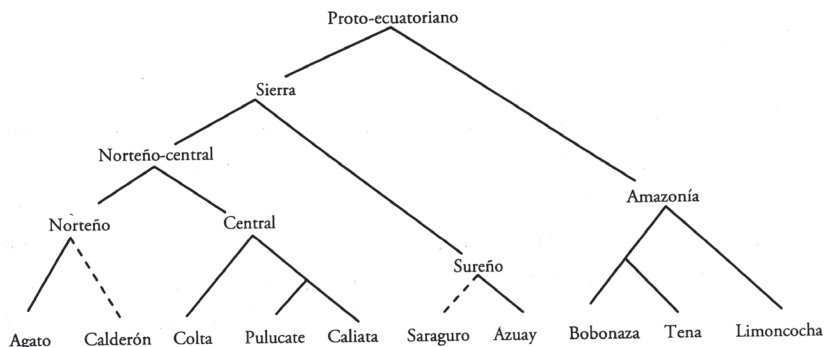 Proto-ecuatoriano
Sierra
Norteño-central
Amazonía
Norteño
Central
Sureño
Agato Calderón Colta Pulucate Caliata Saraguro Azuay Bobonaza Tena Limoncocha